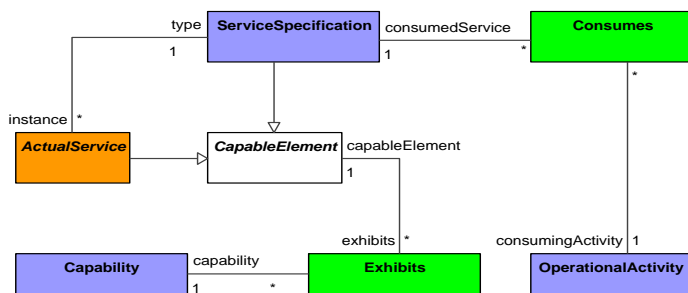 type
ServiceSpecification
consumedService
Consumes
1
1
*
*
instance
*
ActualService
CapableElement
capableElement
1
exhibits
*
consumingActivity
1
Capability
capability
Exhibits
OperationalActivity
1
*